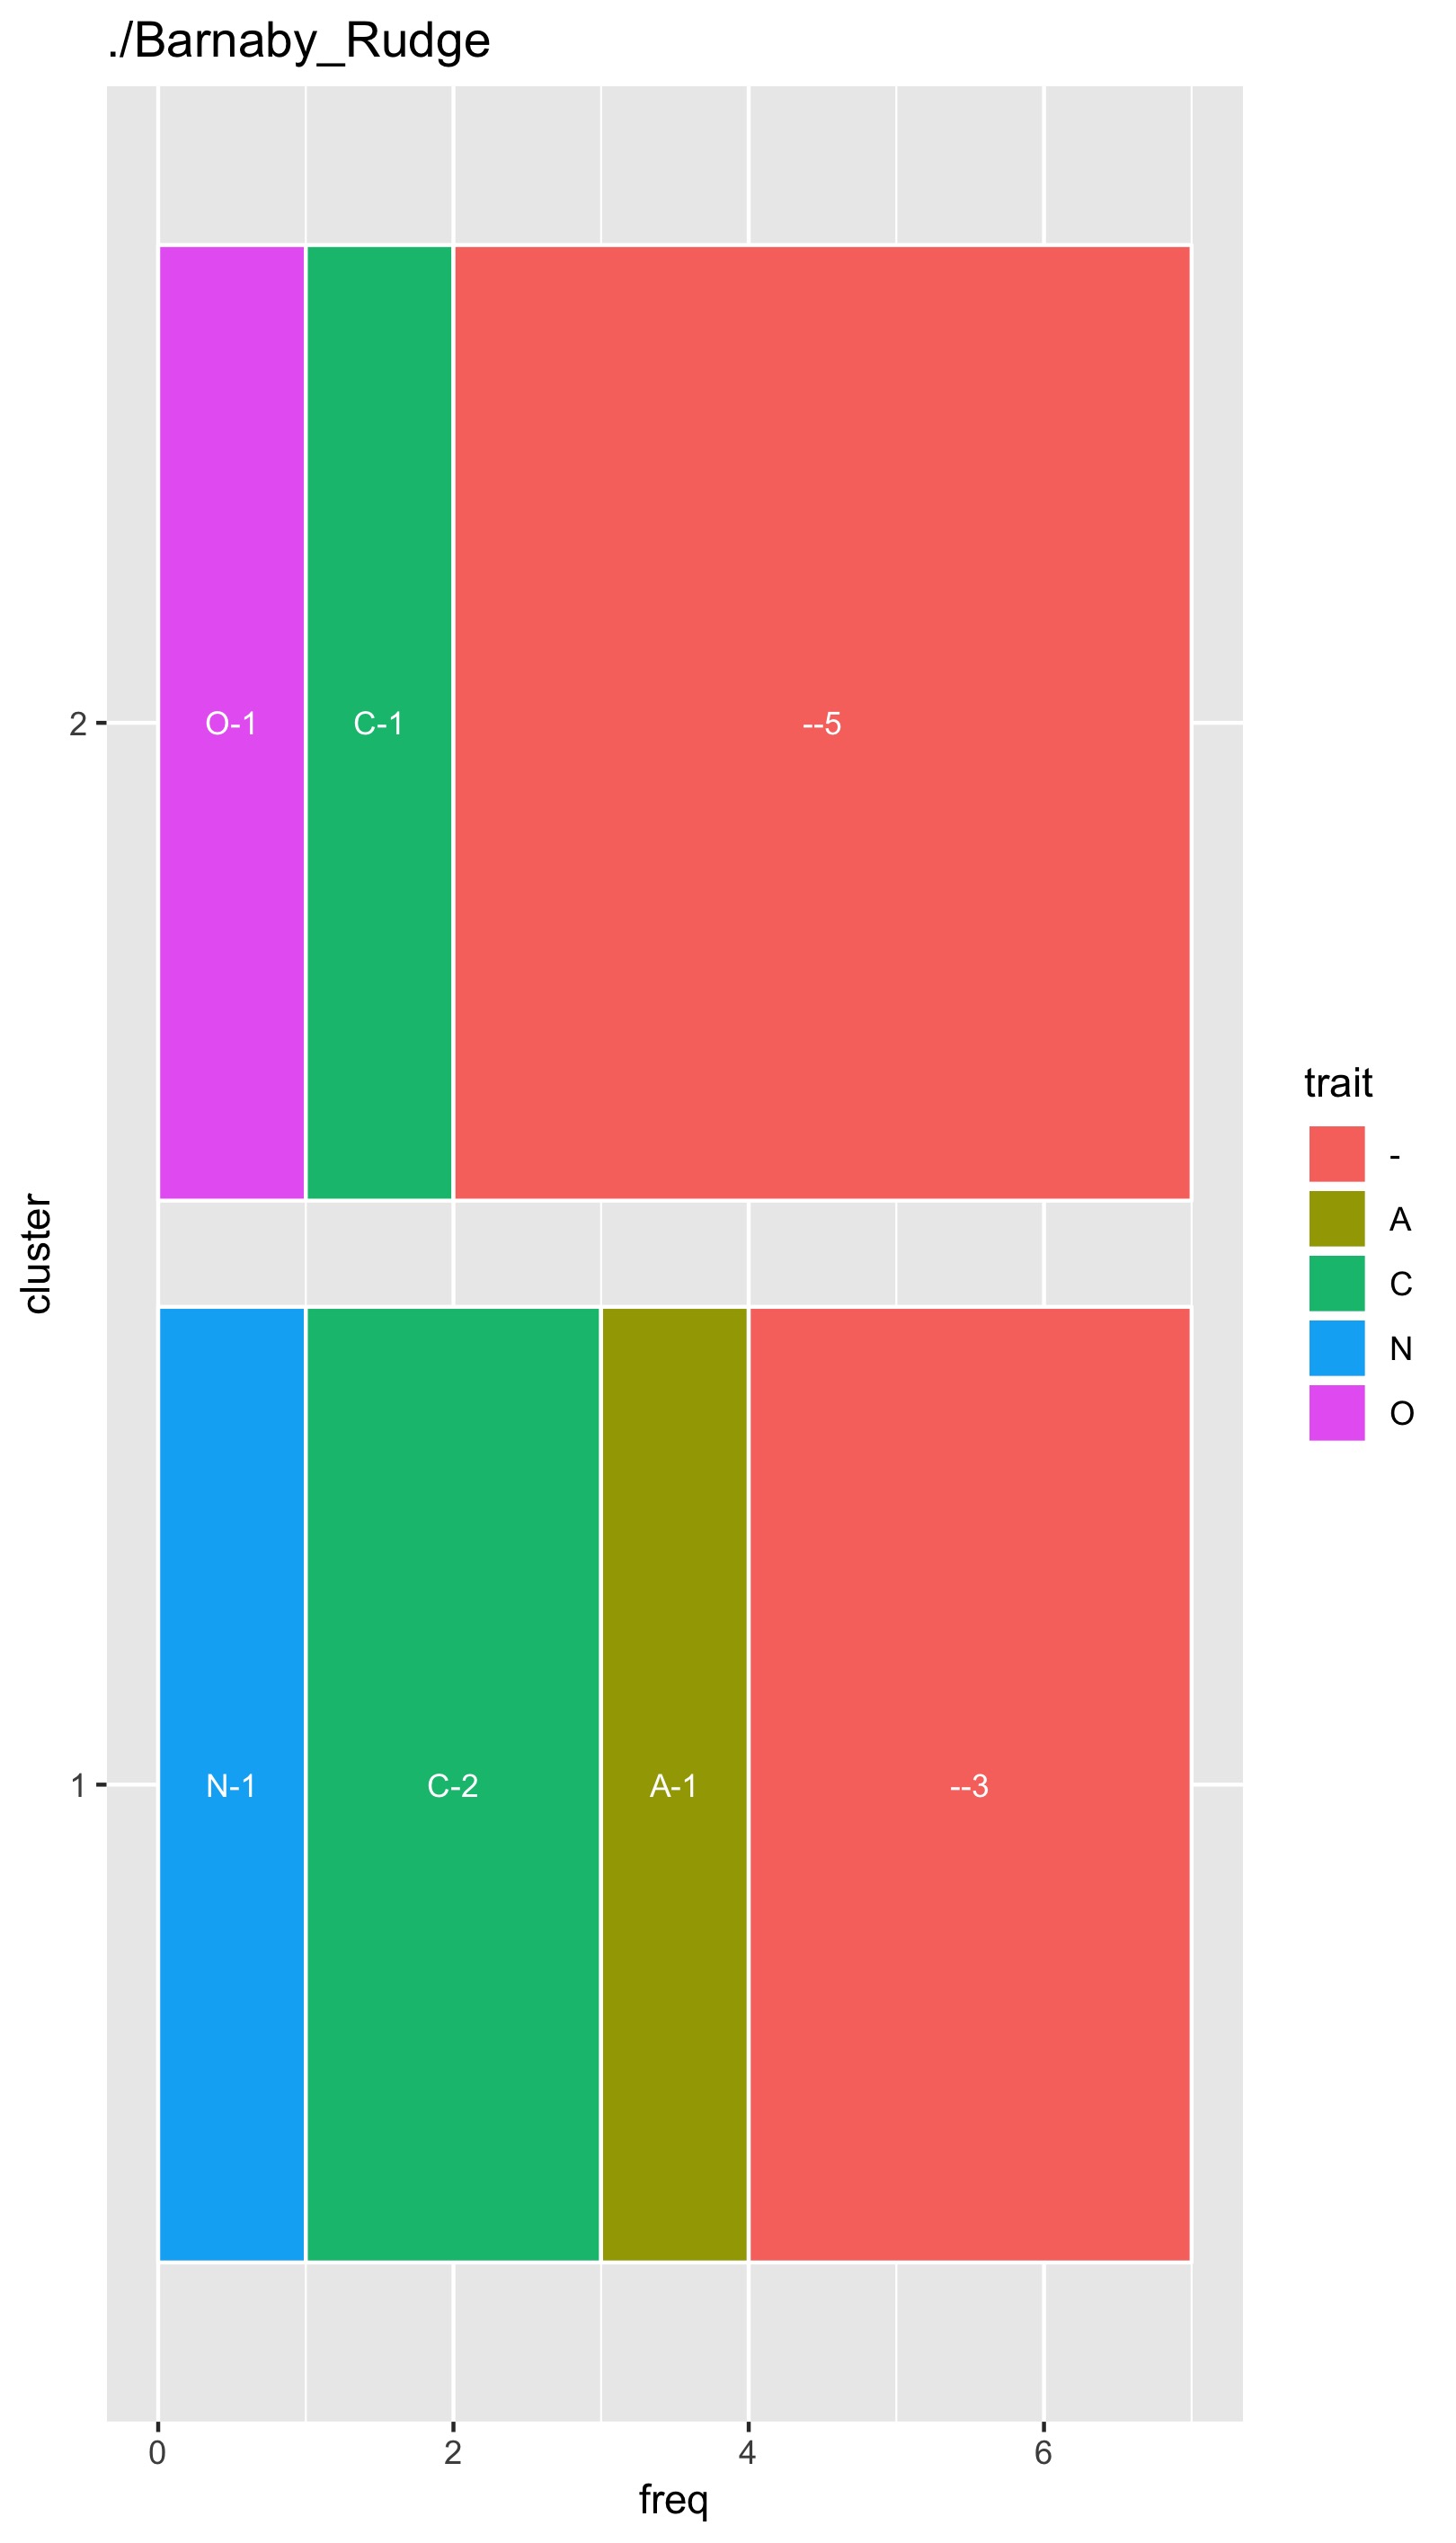 ./Barnaby_Rudge
2
O-1
C-1
--5
cluster
1
N-1
C-2
A-1
--3
0
2
4
6
freq
trait
-
A
C
N
O